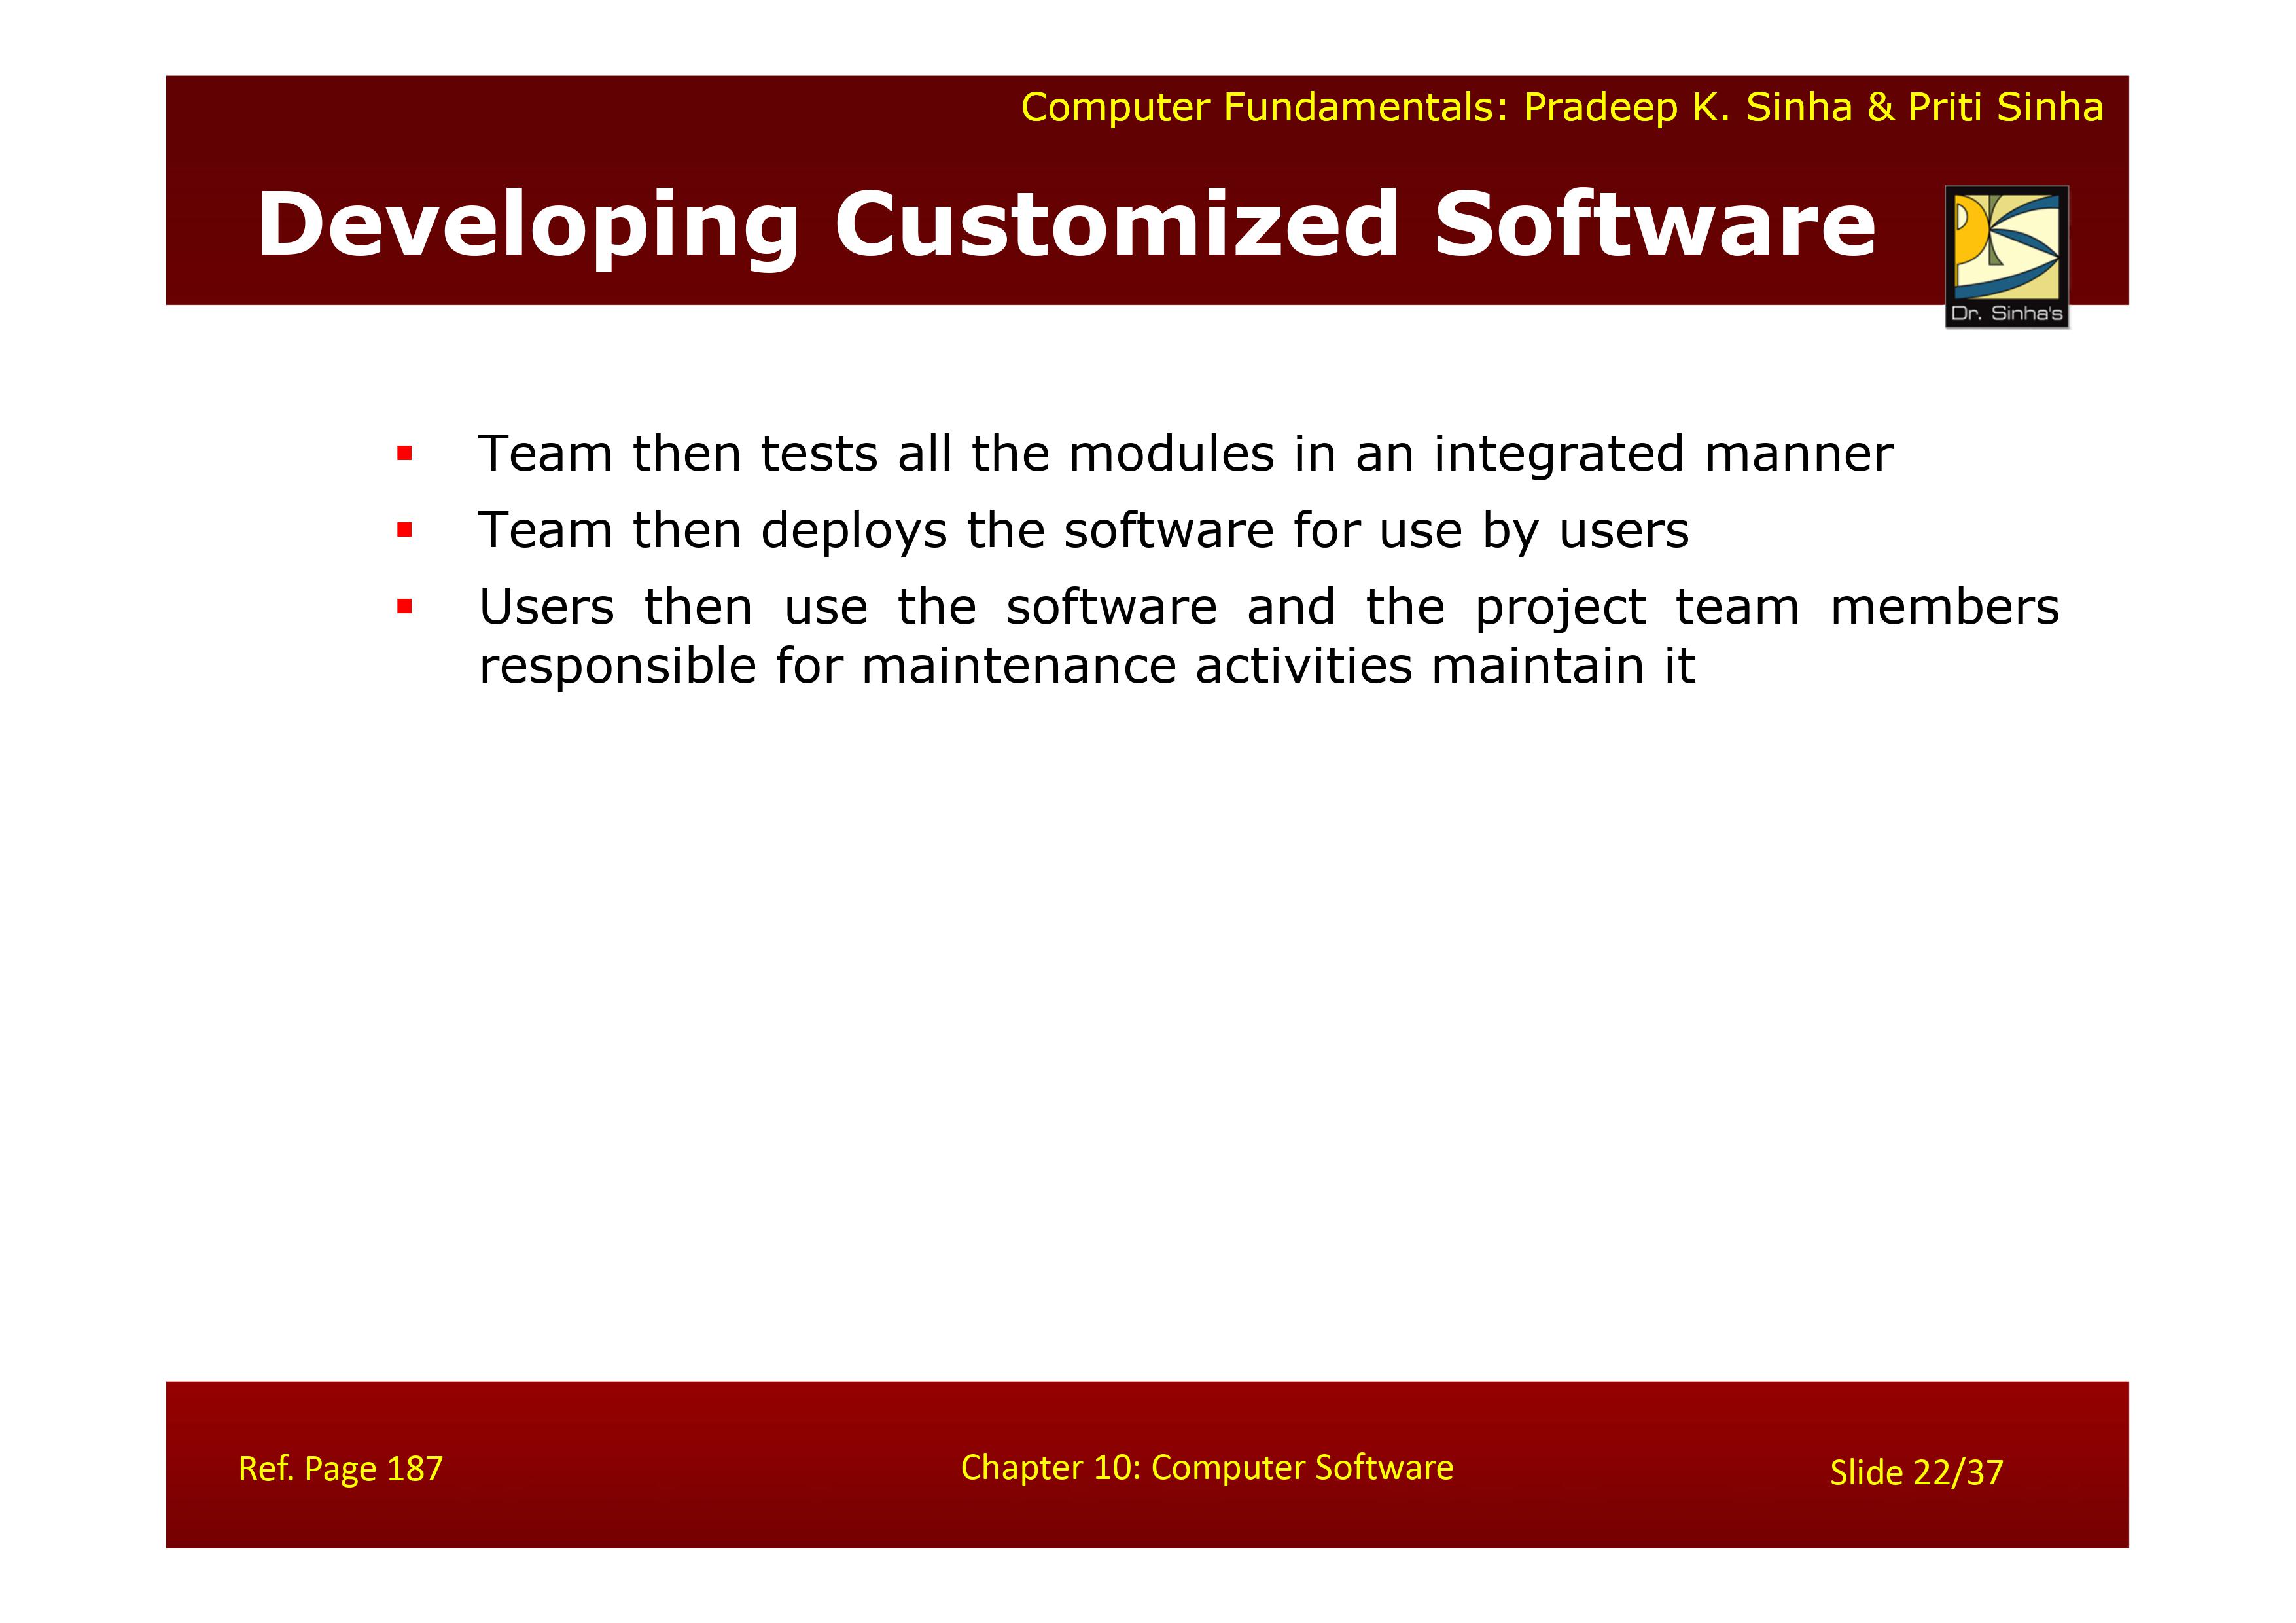 Computer Fundamentals: Pradeep K. Sinha & Priti Sinha
Developing Customized Software
Dr. Sinha's
▪ Team then tests all the modules in an integrated manner
▪ Team then deploys the software for use by users
▪ Users then use the software and the project team members
responsible for maintenance activities maintain it
Ref. Page 187
Chapter 10: Computer Software
Slide 22/37